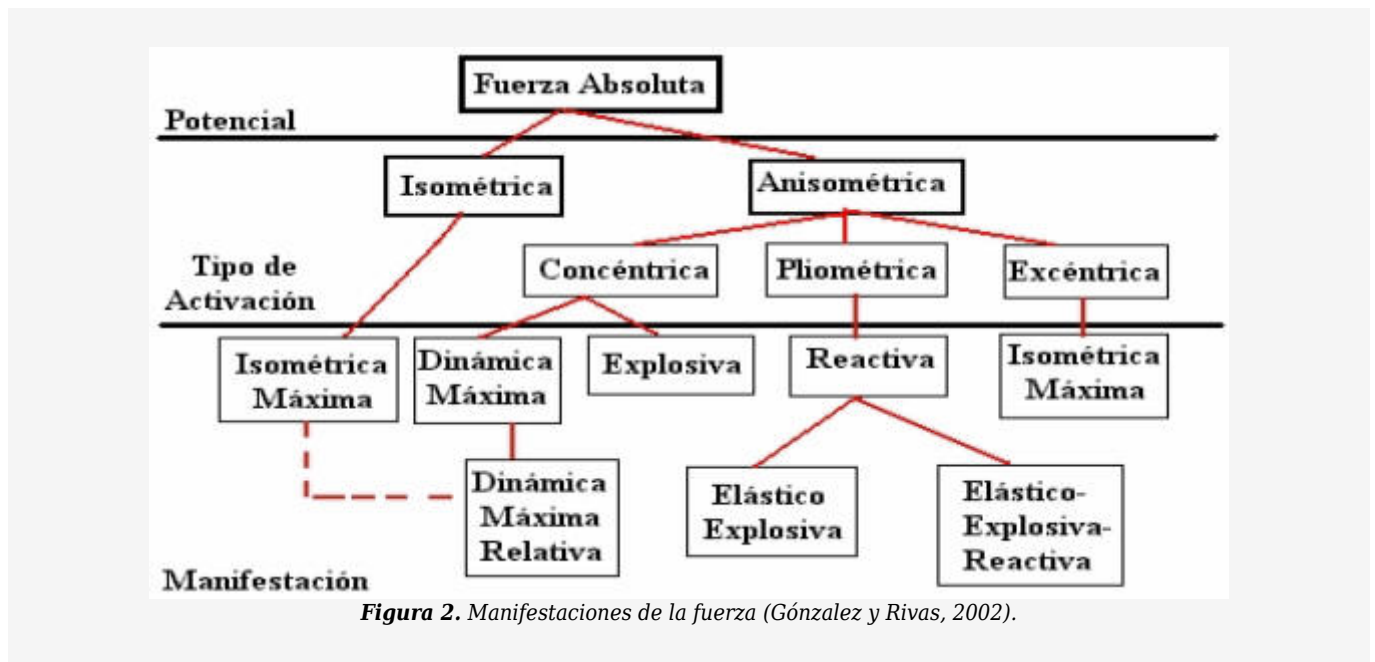 Fuerza Absoluta
Potencial
Isométrica
Anisométrica
Tipo de
Activación
Concéntrica
Pliométrica
Excéntrica
Isométrica
Máxima
Dinámica
Máxima
Explosiva
Reactiva
Isométrica
Máxima
Dinámica
Máxima
Relativa
Elástico
Explosiva
Elástico-
Explosiva-
Reactiva
Manifestación
Figura 2. Manifestaciones de la fuerza (Gónzalez y Rivas, 2002).